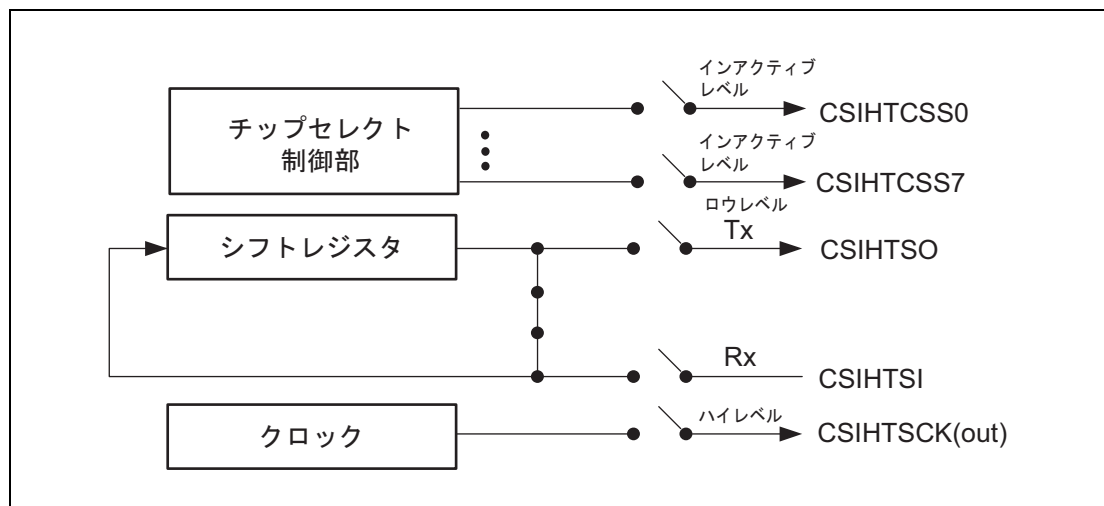 チップセレクト
制御部
インアクティブ
レベル
CSIHTCSS0
インアクティブ
レベル
CSIHTCSS7
シフトレジスタ
ロウレベル
Tx
CSIHTSO
Rx
CSIHTSI
クロック
ハイレベル
CSIHTSCK(out)